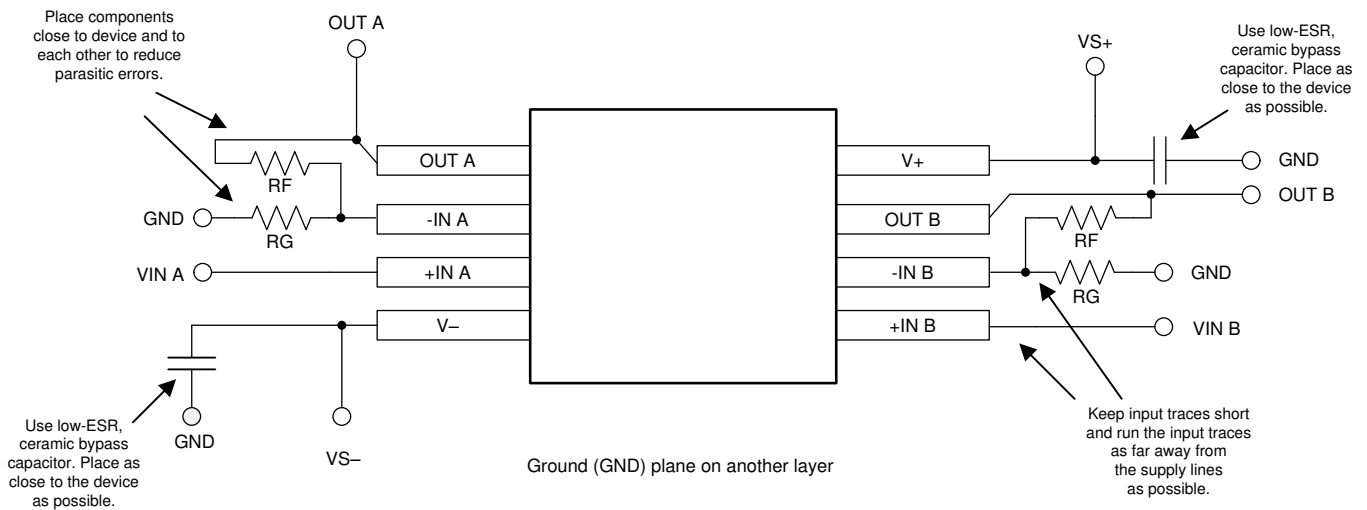 Place components
close to device and to
each other to reduce
parasitic errors.
OUT A
VS+
Use low-ESR,
ceramic bypass
capacitor. Place as
close to the device
as possible.
OUT A
V+
GND
RF
OUT B
GND
-IN A
OUT B
RG
RF
VIN A
+IN A
-IN B
GND
RG
V–
+IN B
VIN B
Use low-ESR,
ceramic bypass
capacitor. Place as
close to the device
as possible.
GND
VS–
Ground (GND) plane on another layer
Keep input traces short
and run the input traces
as far away from
the supply lines
as possible.